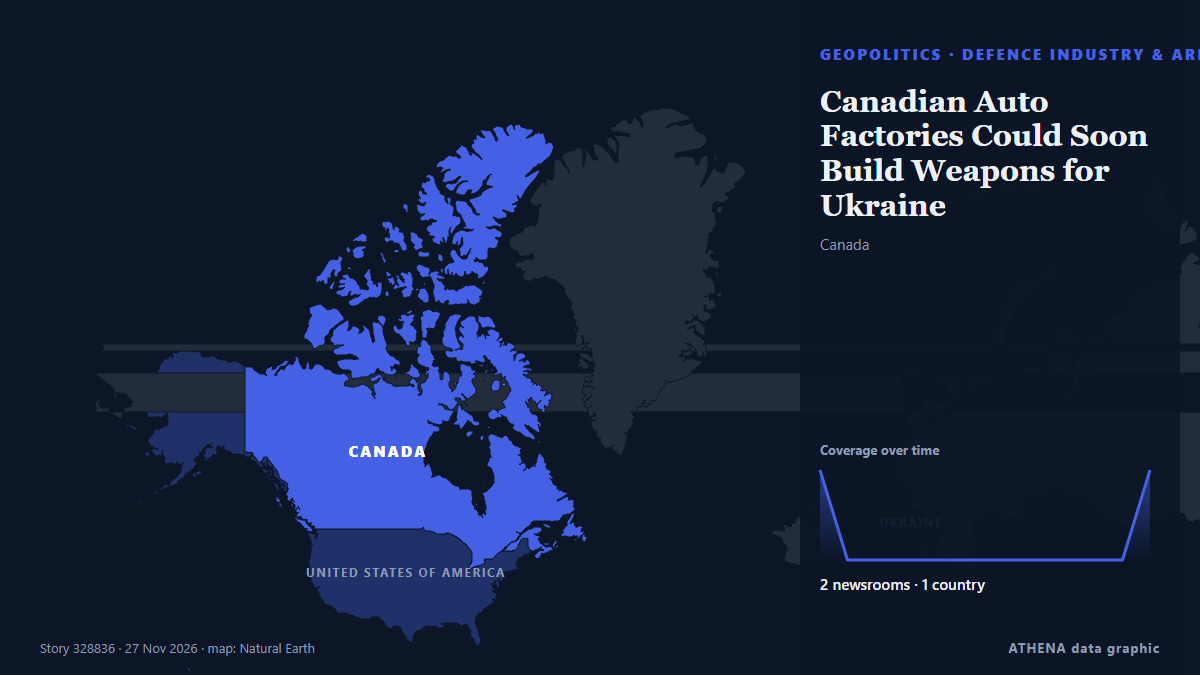 GEOPOLITICS · DEFENCE INDUSTRY &
Canadian Auto
Factories Could Soon
Build Weapons for
Ukraine
Canada
CANADA
UNITED STATES OF AMERICA
Coverage over time
UKRAINE
2 newsrooms · 1 country
Story 328836 · 27 Nov 2026 · map: Natural Earth
ATHENA data graphic